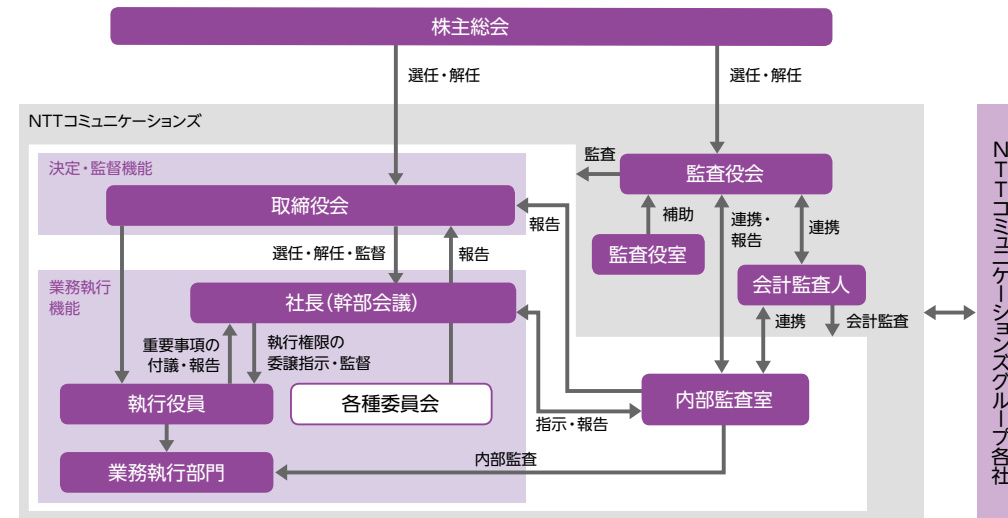 株主総会
選任・解任
選任・解任
NTTコミュニケーションズ
決定・監督機能
取締役会
監査
監査役会
報告
補助
連携・
報告
連携
監査役室
選任・解任・監督
報告
業務執行
機能
社長(幹部会議)
会計監査人
連携
会計監査
重要事項の
付議・報告
執行権限の
委譲指示・監督
執行役員
各種委員会
内部監査室
指示・報告
内部監査
業務執行部門
NTTコミュニケーションズグループ各社